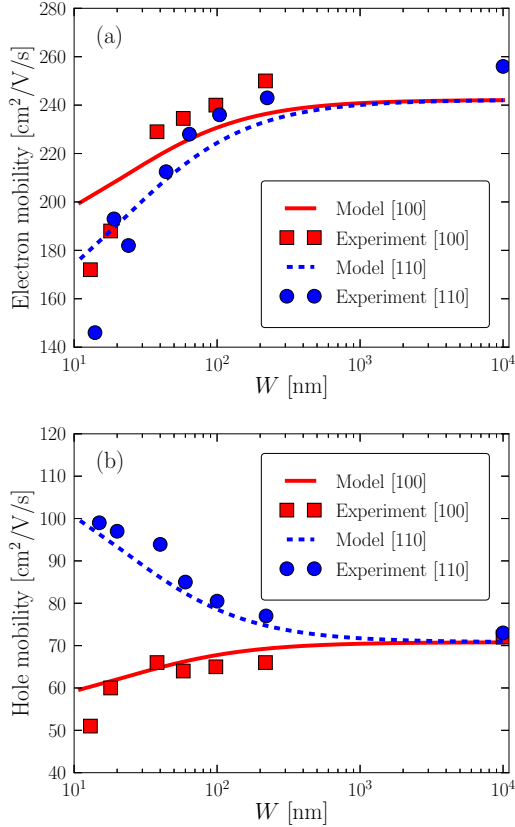 (a)
Electron mobility [cm²/V/s]
280
260
240
220
200
180
160
140
Model [100]
Experiment [100]
Model [110]
Experiment [110]
10¹ 10² 10³ 10⁴
W [nm]
(b)
Hole mobility [cm²/V/s]
120
110
100
90
80
70
60
50
40
Model [100]
Experiment [100]
Model [110]
Experiment [110]
10¹ 10² 10³ 10⁴
W [nm]